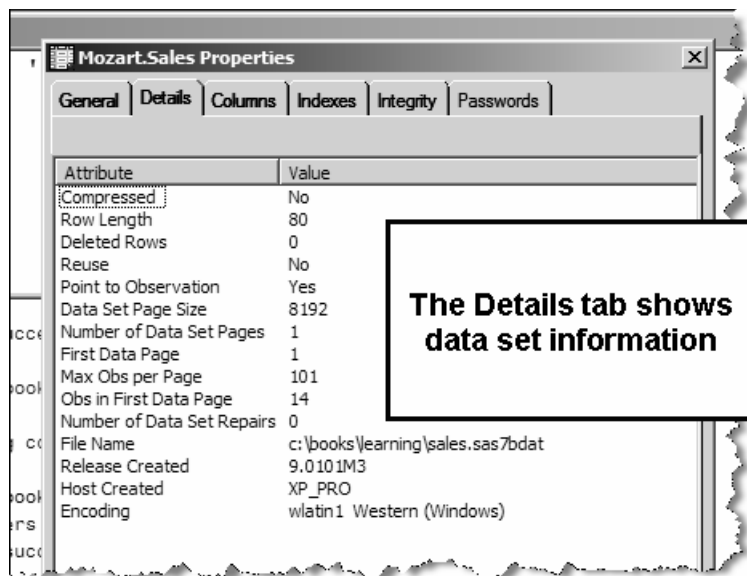 Mozart.Sales Properties
General Details Columns Indexes Integrity Passwords
Attribute Value
Compressed No
Row Length 80
Deleted Rows 0
Reuse No
Point to Observation Yes
Data Set Page Size 8192
Number of Data Set Pages 1
First Data Page 1
Max Obs per Page 101
Obs in First Data Page 14
Number of Data Set Repairs 0
File Name c:\books\learning\sales.sas7bdat
Release Created 9.0101M3
Host Created XP_PRO
Encoding wlatin1 Western (Windows)
The Details tab shows
data set information